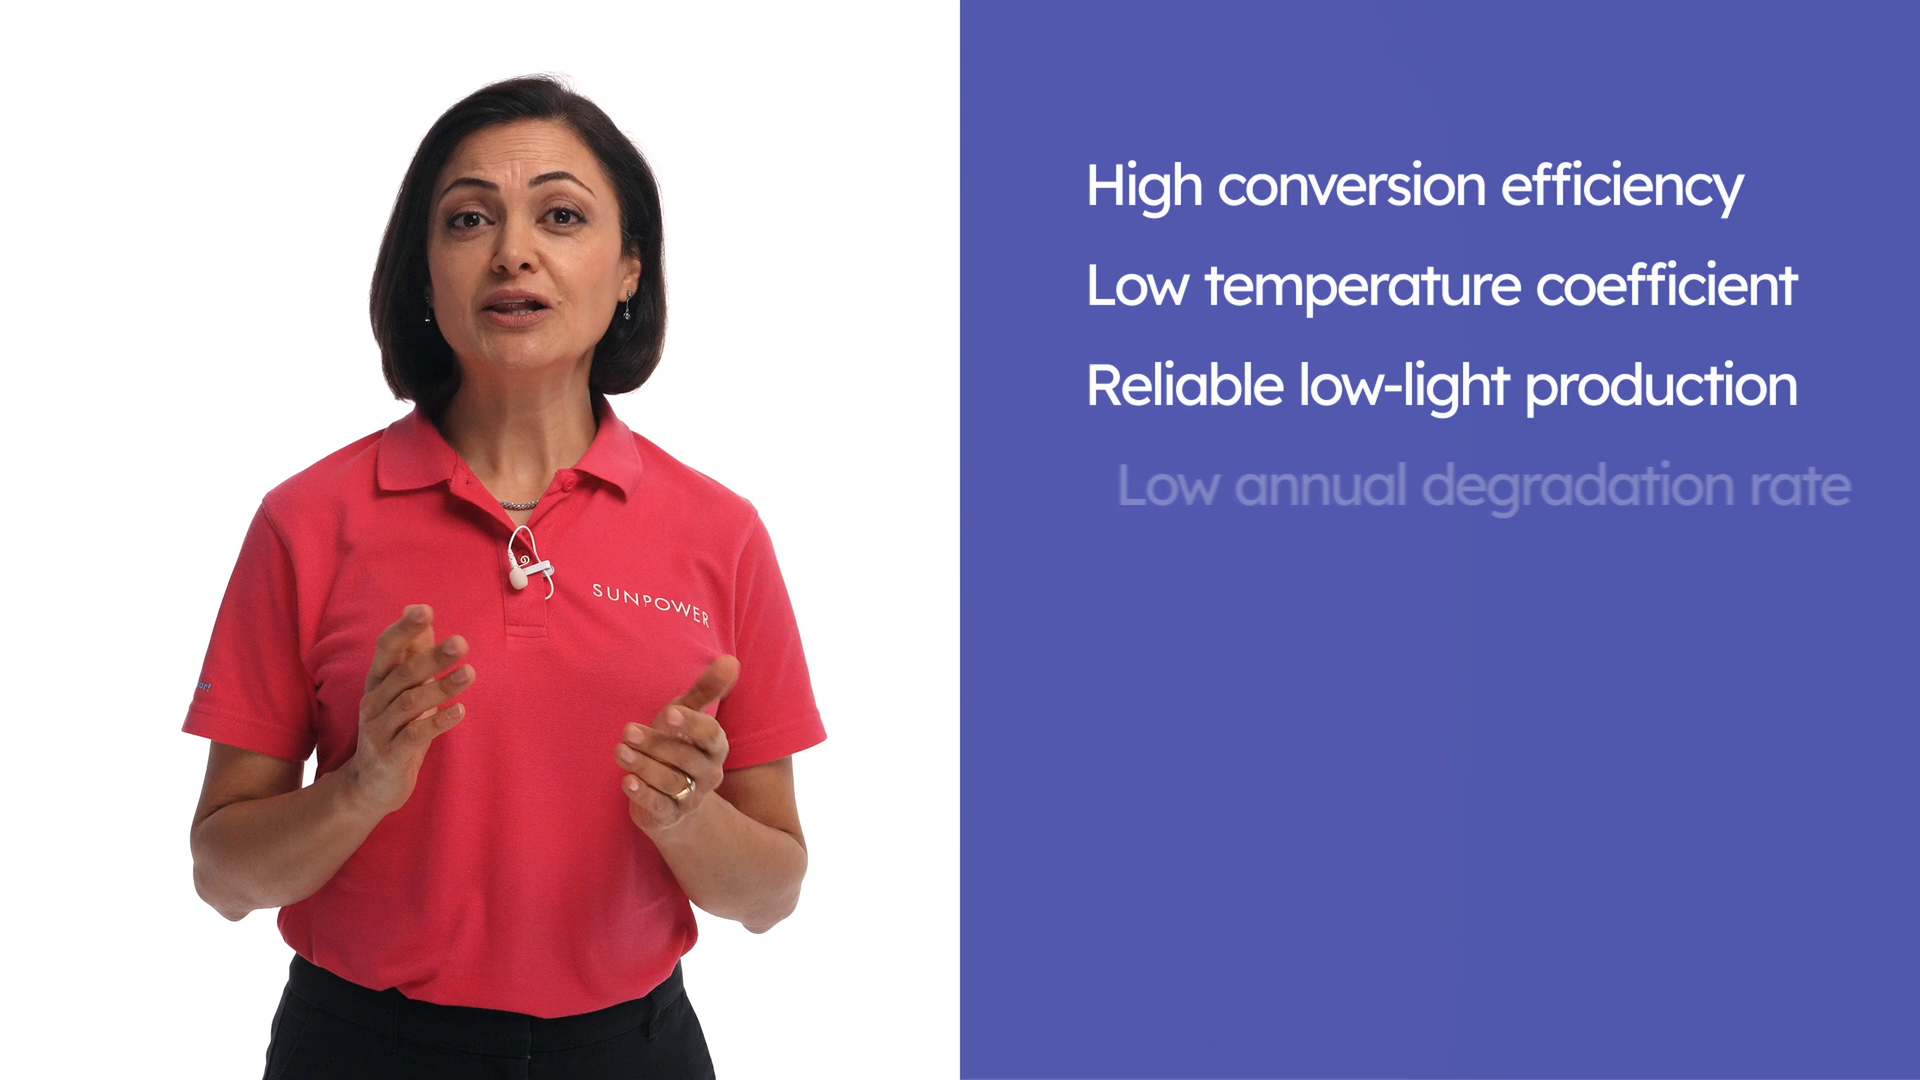 High conversion efficiency
Low temperature coefficient
Reliable low-light production
Low annual degradation rate
SUNPOWER